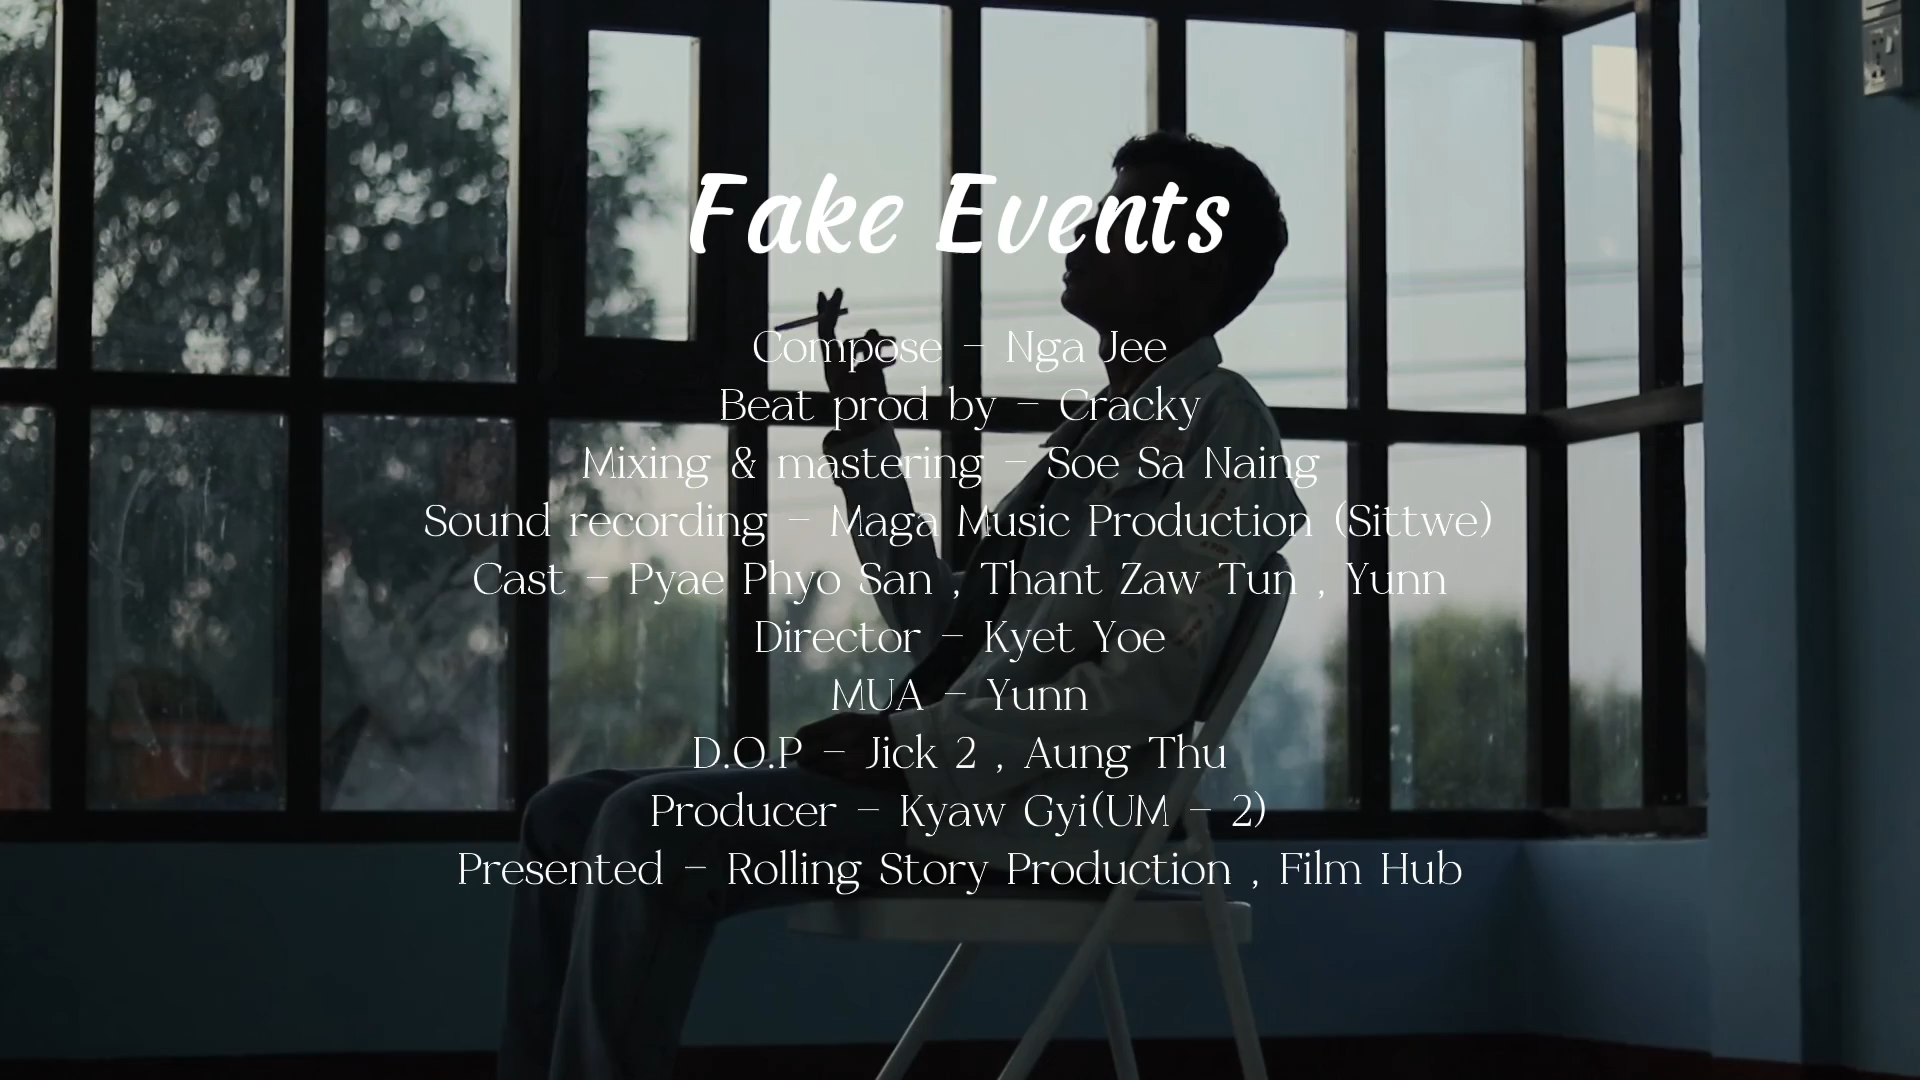 Fake Events
Compose - Nga Jee
Beat prod by - Cracky
Mixing & mastering - Soe Sa Naing
Sound recording - Maga Music Production (Sittwe)
Cast - Pyae Phyo San , Thant Zaw Tun , Yunn
Director - Kyet Yoe
MUA - Yunn
D.O.P - Jick 2 , Aung Thu
Producer - Kyaw Gyi(UM - 2)
Presented - Rolling Story Production , Film Hub